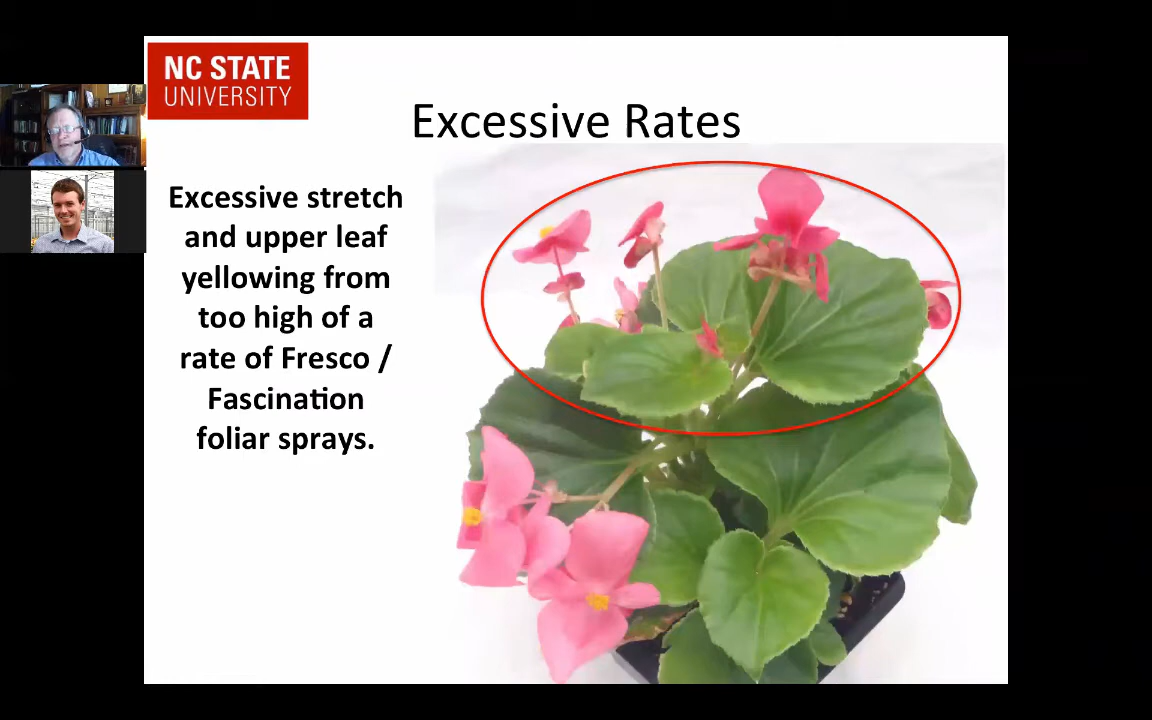 NC STATE
UNIVERSITY
Excessive Rates
Excessive stretch
and upper leaf
yellowing from
too high of a
rate of Fresco /
Fascination
foliar sprays.